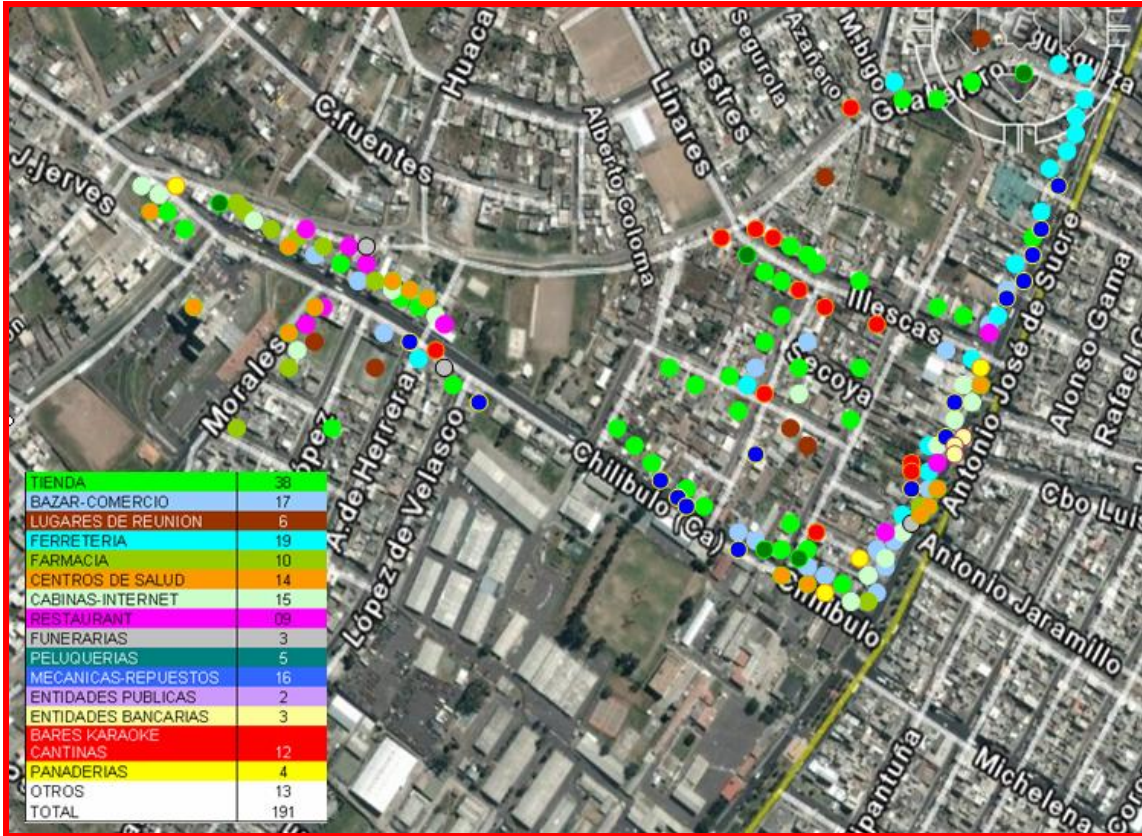 Egusquiza
M.bigo
Azañero
Segurola
Sastres
Linares
Guallefero
Huaca
C.fuentes
Alberto Coloma
J.jerves
Illescas
Secoya
Antonio José de Sucre
Alonso Gama
Rafael
Morales
López
A. de Herrera
López de Velasco
Chilibulo (Ca)
Chilibulo
Cbo Luis
Antonio Jaramillo
Michelena
ipantuña
TIENDA 38
BAZAR-COMERCIO 17
LUGARES DE REUNION 6
FERRETERIA 19
FARMACIA 10
CENTROS DE SALUD 14
CABINAS-INTERNET 15
RESTAURANT 09
FUNERARIAS 3
PELUQUERIAS 5
MECANICAS-REPUESTOS 16
ENTIDADES PUBLICAS 2
ENTIDADES BANCARIAS 3
BARES KARAOKE
CANTINAS 12
PANADERIAS 4
OTROS 13
TOTAL 191